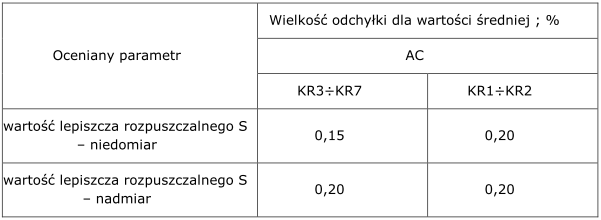 Oceniany parametr
Wielkość odchyłki dla wartości średniej ; %
AC
KR3÷KR7
KR1÷KR2
wartość lepiszcza rozpuszczalnego S
– niedomiar
0,15
0,20
wartość lepiszcza rozpuszczalnego S
– nadmiar
0,20
0,20